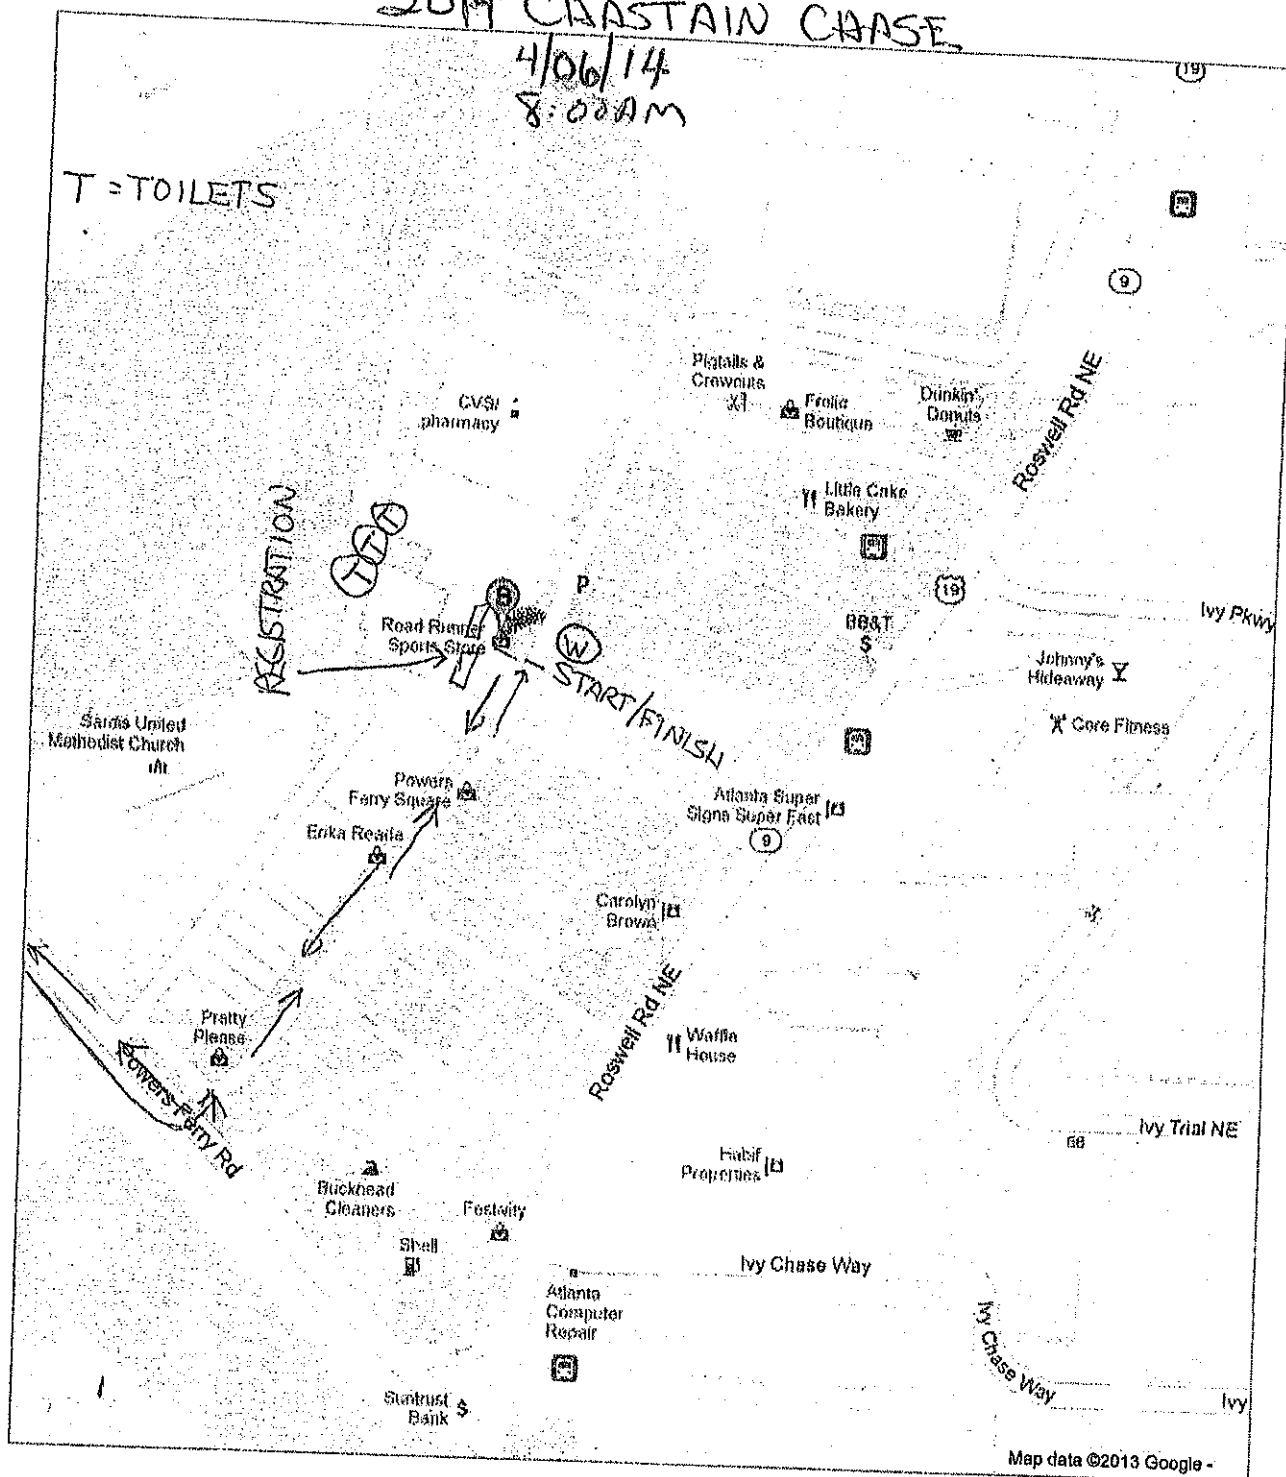 2014 CHASTAIN CHASE
4/06/14
8:00AM
19
T = TOILETS
9
Roswell Rd NE
Pigtails &
Crewcuts
Frolic
Boutique
Dunkin'
Donuts
CVS/
pharmacy
Little Cake
Bakery
REGISTRATION
T T T
B
P
19
Ivy Pkwy
Road Runner
Sports Store
W
BB&T
$
Johnny's
Hideaway
START/FINISH
Core Fitness
Sardis United
Methodist Church
Powers
Ferry Square
Atlanta Super
Signs Super Fast
9
Erika Reade
Carolyn
Brown
Roswell Rd NE
Pretty
Please
Waffle
House
Powers Ferry Rd
Ivy Trail NE
Habif
Properties
Buckhead
Cleaners
Festivity
Shell
Ivy Chase Way
Atlanta
Computer
Repair
Ivy Chase Way
Suntrust
Bank
$
Ivy
Map data ©2013 Google -